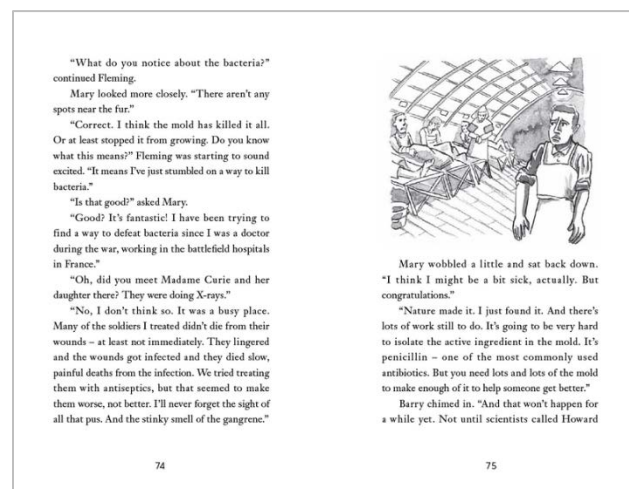 “What do you notice about the bacteria?”
continued Fleming.
Mary looked more closely. “There aren’t any
spots near the fur.”
“Correct. I think the mold has killed it all.
Or at least stopped it from growing. Do you know
what this means?” Fleming was starting to sound
excited. “It means I’ve just stumbled on a way to kill
bacteria.”
“Is that good?” asked Mary.
“Good? It’s fantastic! I have been trying to
find a way to defeat bacteria since I was a doctor
during the war, working in the battlefield hospitals
in France.”
“Oh, did you meet Madame Curie and her
daughter there? They were doing X-rays.”
“No, I don’t think so. It was a busy place.
Many of the soldiers I treated didn’t die from their
wounds – at least not immediately. They lingered
and the wounds got infected and they died slow,
painful deaths from the infection. We tried treating
them with antiseptics, but that seemed to make
them worse, not better. I’ll never forget the sight of
all that pus. And the stinky smell of the gangrene.”
74
Mary wobbled a little and sat back down.
“I think I might be a bit sick, actually. But
congratulations.”
“Nature made it. I just found it. And there’s
lots of work still to do. It’s going to be very hard
to isolate the active ingredient in the mold. It’s
penicillin – one of the most commonly used
antibiotics. But you need lots and lots of the mold
to make enough of it to help someone get better.”
Barry chimed in. “And that won’t happen for
a while yet. Not until scientists called Howard
75